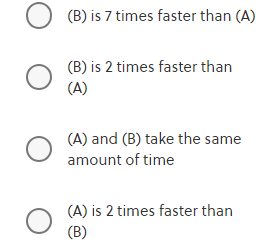 (B) is 7 times faster than (A)
(B) is 2 times faster than
(A)
(A) and (B) take the same
amount of time
(A) is 2 times faster than
(B)